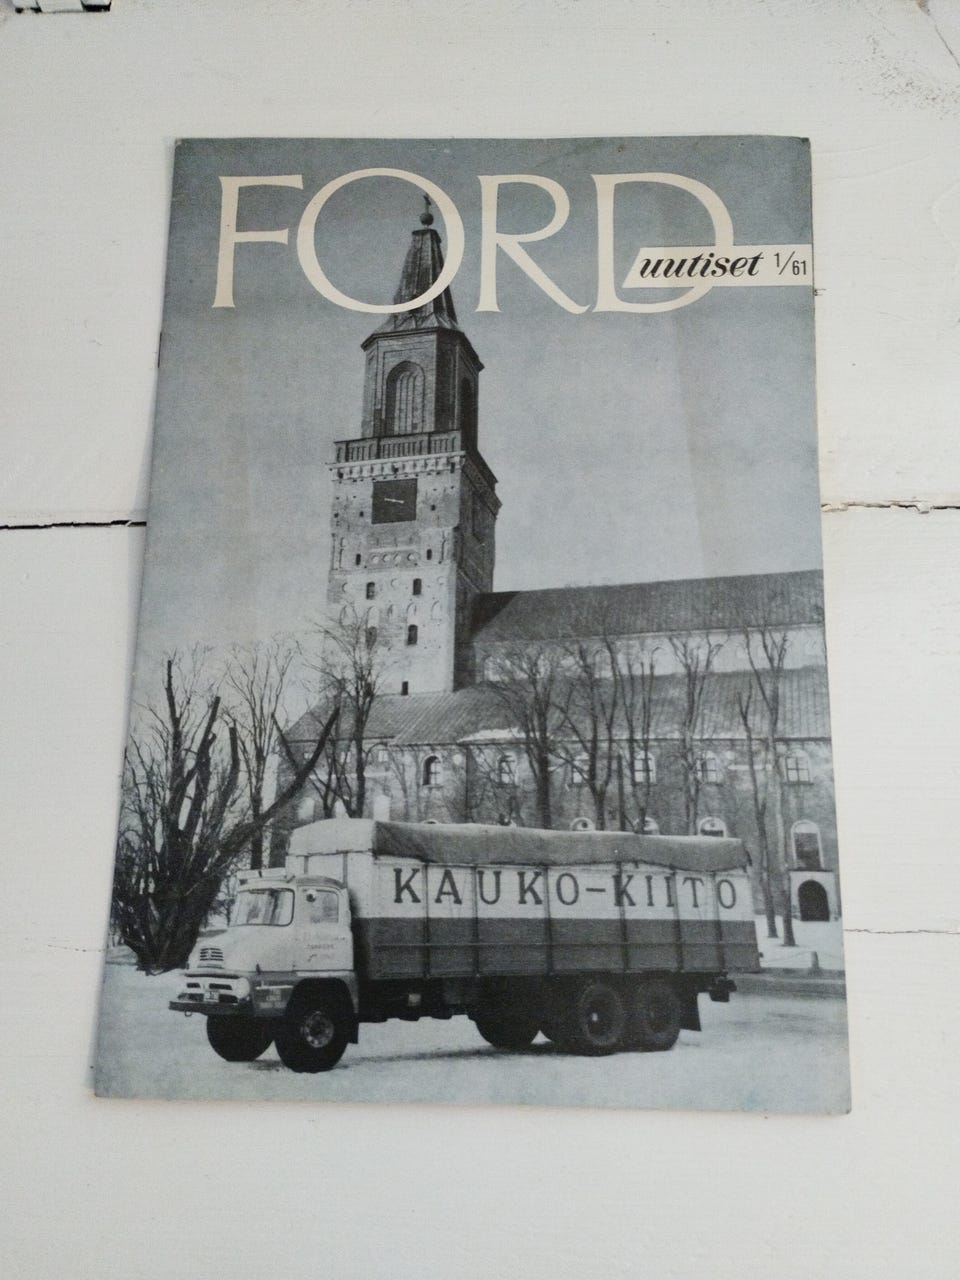 FORD
uutiset 1/61
KAUKO-KIITO